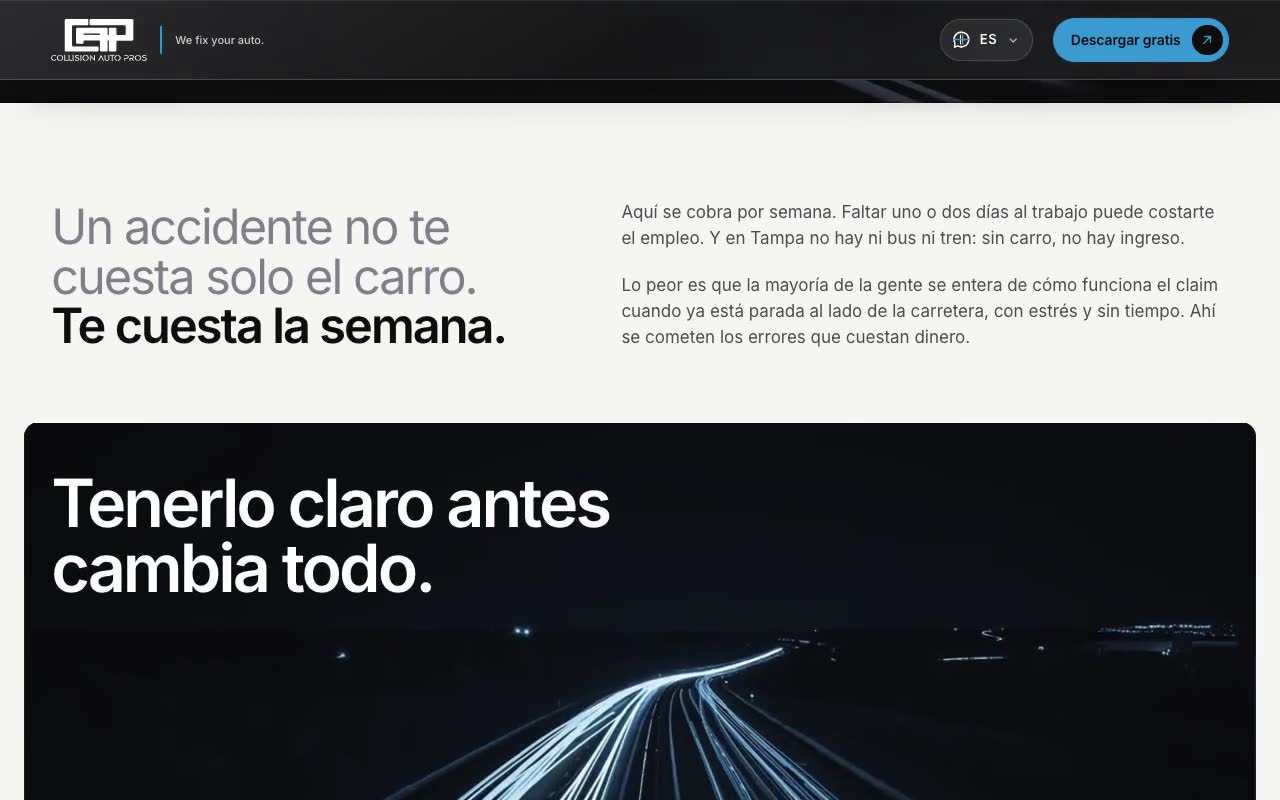 CAP
COLLISION AUTO PROS
We fix your auto.
ES
Descargar gratis
Un accidente no te
cuesta solo el carro.
Te cuesta la semana.
Aquí se cobra por semana. Faltar uno o dos días al trabajo puede costarte
el empleo. Y en Tampa no hay ni bus ni tren: sin carro, no hay ingreso.
Lo peor es que la mayoría de la gente se entera de cómo funciona el claim
cuando ya está parada al lado de la carretera, con estrés y sin tiempo. Ahí
se cometen los errores que cuestan dinero.
Tenerlo claro antes
cambia todo.